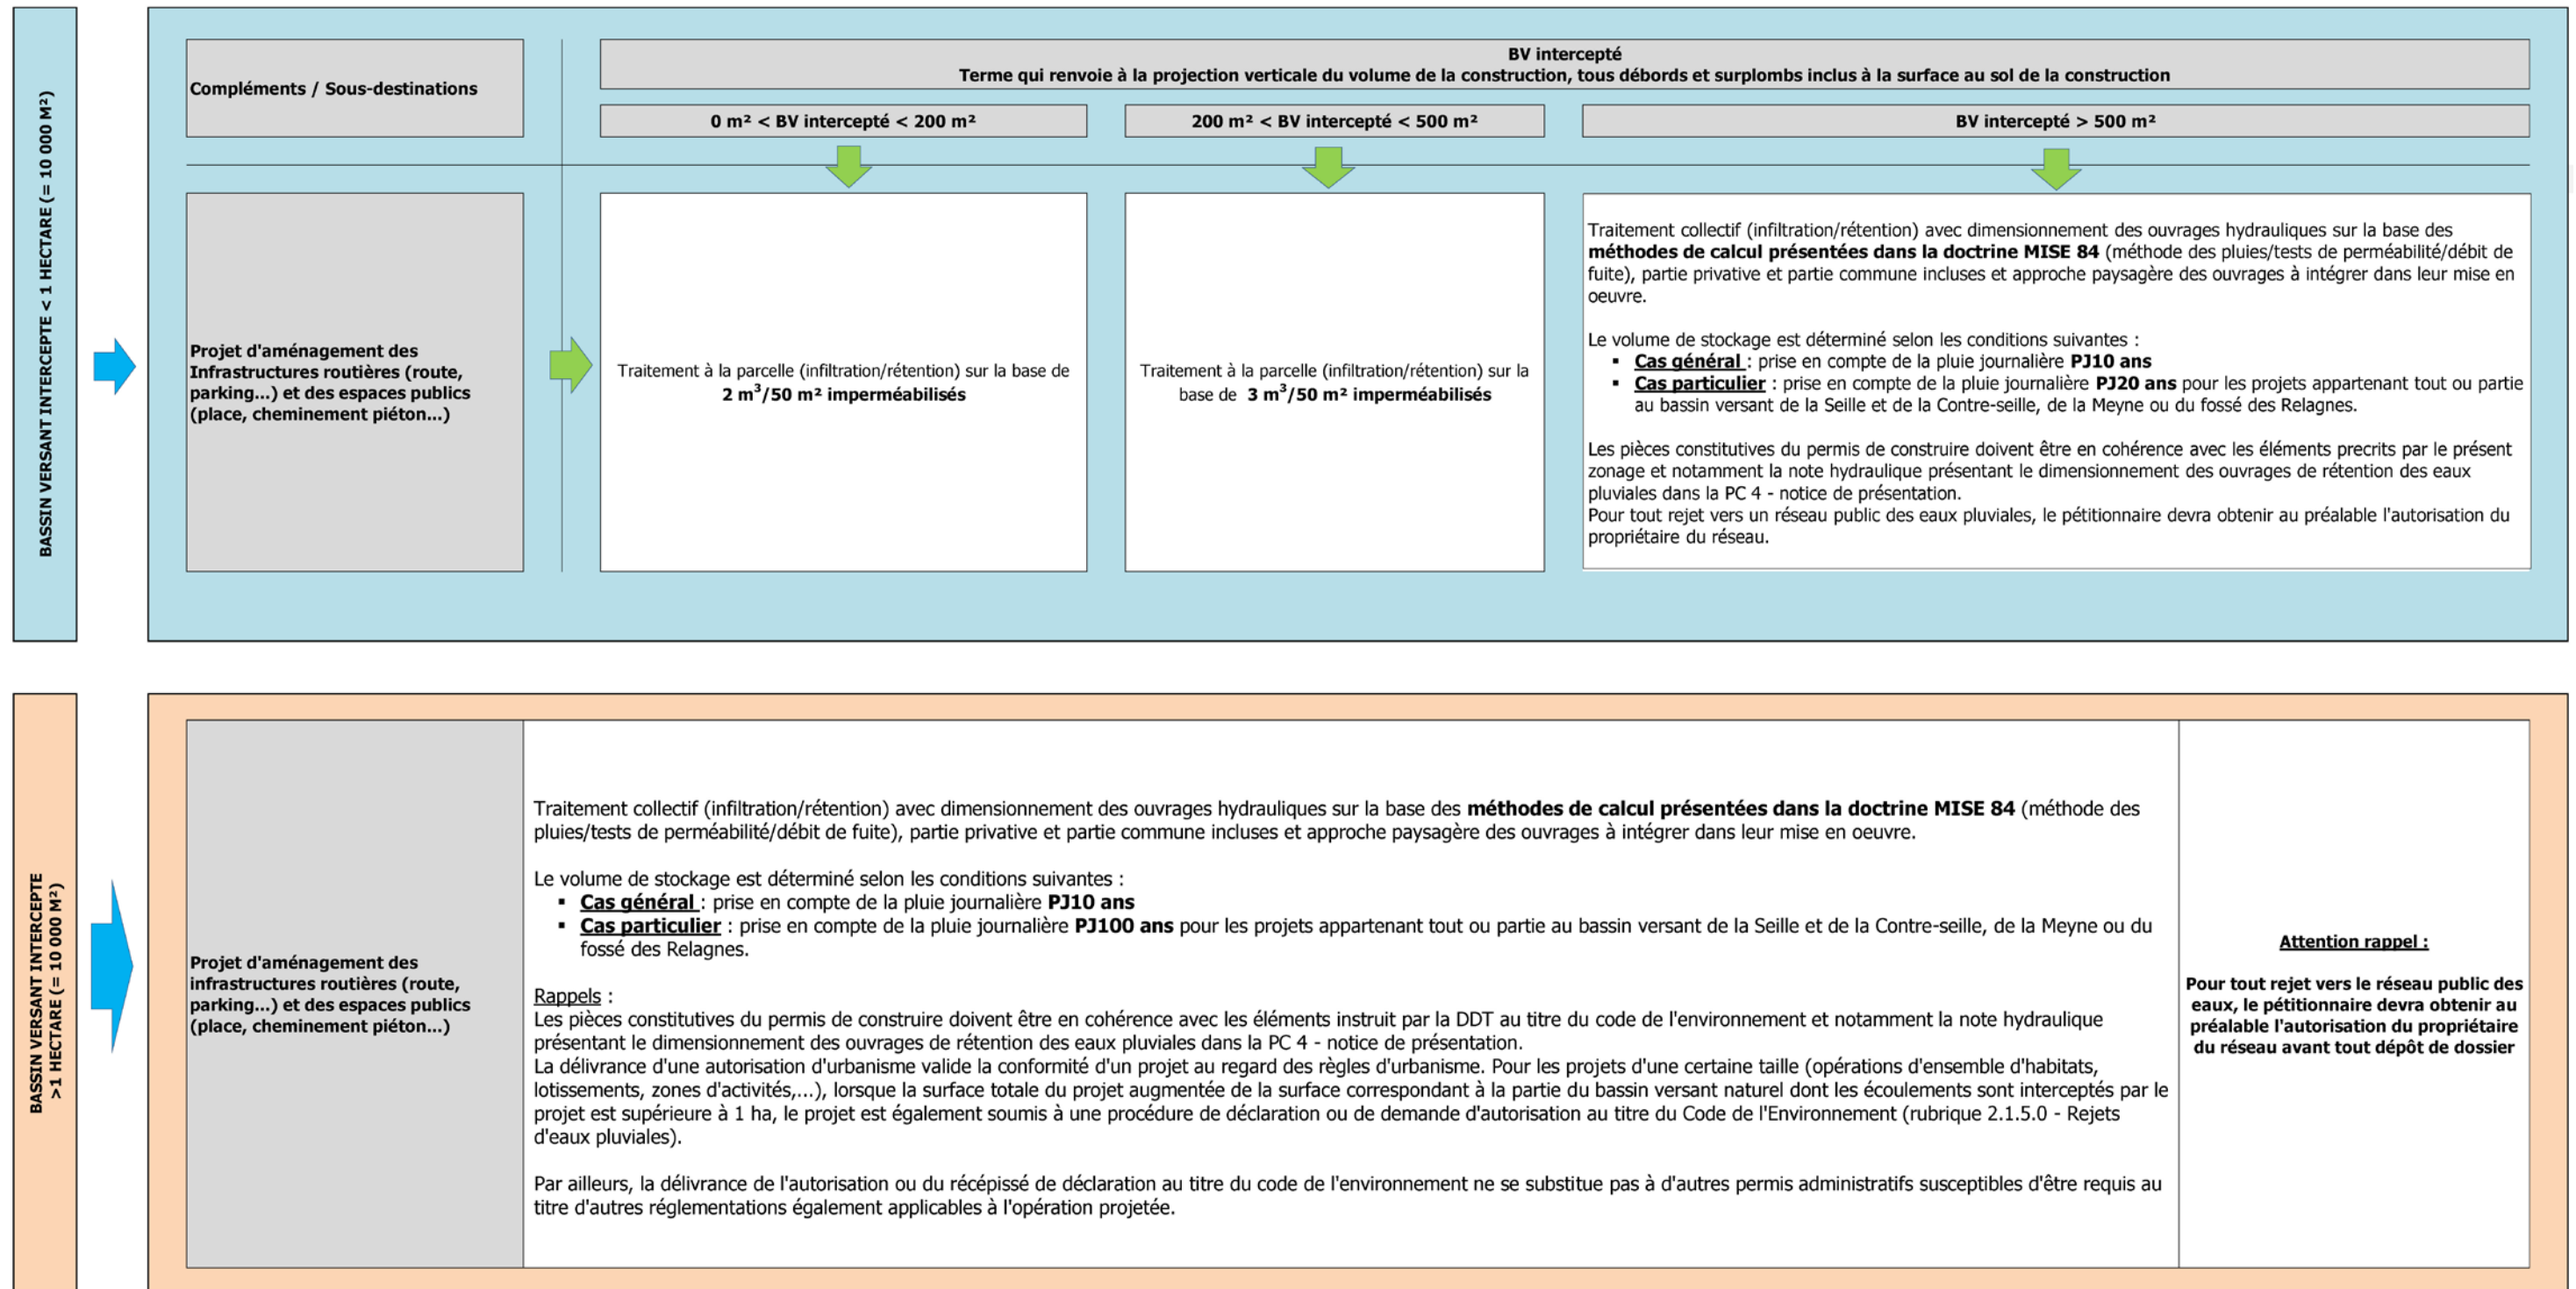 BASSIN VERSANT INTERCEPTE < 1 HECTARE (= 10 000 M²)
Compléments / Sous-destinations
BV intercepté
Terme qui renvoie à la projection verticale du volume de la construction, tous débords et surplombs inclus à la surface au sol de la construction
0 m² < BV intercepté < 200 m²
200 m² < BV intercepté < 500 m²
BV intercepté > 500 m²
Projet d'aménagement des
Infrastructures routières (route,
parking...) et des espaces publics
(place, cheminement piéton...)
Traitement à la parcelle (infiltration/rétention) sur la base de
2 m³/50 m² imperméabilisés
Traitement à la parcelle (infiltration/rétention) sur la
base de 3 m³/50 m² imperméabilisés
Traitement collectif (infiltration/rétention) avec dimensionnement des ouvrages hydrauliques sur la base des
méthodes de calcul présentées dans la doctrine MISE 84 (méthode des pluies/tests de perméabilité/débit de
fuite), partie privative et partie commune incluses et approche paysagère des ouvrages à intégrer dans leur mise en
oeuvre.
Le volume de stockage est déterminé selon les conditions suivantes :
▪ Cas général : prise en compte de la pluie journalière PJ10 ans
▪ Cas particulier : prise en compte de la pluie journalière PJ20 ans pour les projets appartenant tout ou partie
au bassin versant de la Seille et de la Contre-seille, de la Meyne ou du fossé des Relagnes.
Les pièces constitutives du permis de construire doivent être en cohérence avec les éléments precrits par le présent
zonage et notamment la note hydraulique présentant le dimensionnement des ouvrages de rétention des eaux
pluviales dans la PC 4 - notice de présentation.
Pour tout rejet vers un réseau public des eaux pluviales, le pétitionnaire devra obtenir au préalable l'autorisation du
propriétaire du réseau.
BASSIN VERSANT INTERCEPTE
>1 HECTARE (= 10 000 M²)
Projet d'aménagement des
infrastructures routières (route,
parking...) et des espaces publics
(place, cheminement piéton...)
Traitement collectif (infiltration/rétention) avec dimensionnement des ouvrages hydrauliques sur la base des méthodes de calcul présentées dans la doctrine MISE 84 (méthode des
pluies/tests de perméabilité/débit de fuite), partie privative et partie commune incluses et approche paysagère des ouvrages à intégrer dans leur mise en oeuvre.
Le volume de stockage est déterminé selon les conditions suivantes :
▪ Cas général : prise en compte de la pluie journalière PJ10 ans
▪ Cas particulier : prise en compte de la pluie journalière PJ100 ans pour les projets appartenant tout ou partie au bassin versant de la Seille et de la Contre-seille, de la Meyne ou du
fossé des Relagnes.
Rappels :
Les pièces constitutives du permis de construire doivent être en cohérence avec les éléments instruit par la DDT au titre du code de l'environnement et notamment la note hydraulique
présentant le dimensionnement des ouvrages de rétention des eaux pluviales dans la PC 4 - notice de présentation.
La délivrance d'une autorisation d'urbanisme valide la conformité d'un projet au regard des règles d'urbanisme. Pour les projets d'une certaine taille (opérations d'ensemble d'habitats,
lotissements, zones d'activités,...), lorsque la surface totale du projet augmentée de la surface correspondant à la partie du bassin versant naturel dont les écoulements sont interceptés par le
projet est supérieure à 1 ha, le projet est également soumis à une procédure de déclaration ou de demande d'autorisation au titre du Code de l'Environnement (rubrique 2.1.5.0 - Rejets
d'eaux pluviales).
Par ailleurs, la délivrance de l'autorisation ou du récépissé de déclaration au titre du code de l'environnement ne se substitue pas à d'autres permis administratifs susceptibles d'être requis au
titre d'autres réglementations également applicables à l'opération projetée.
Attention rappel :
Pour tout rejet vers le réseau public des
eaux, le pétitionnaire devra obtenir au
préalable l'autorisation du propriétaire
du réseau avant tout dépôt de dossier